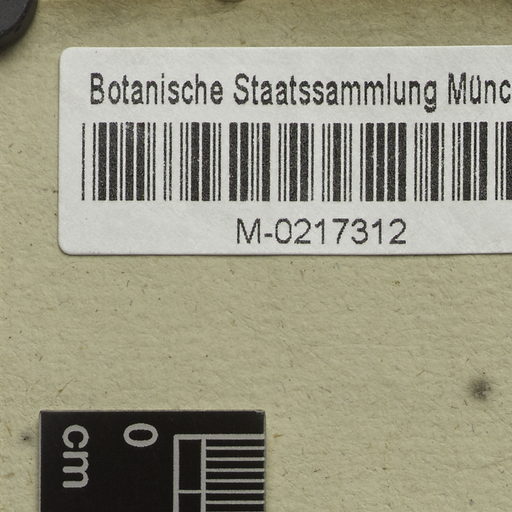 Botanische Staatssammlung Münc
M-0217312
0
cm